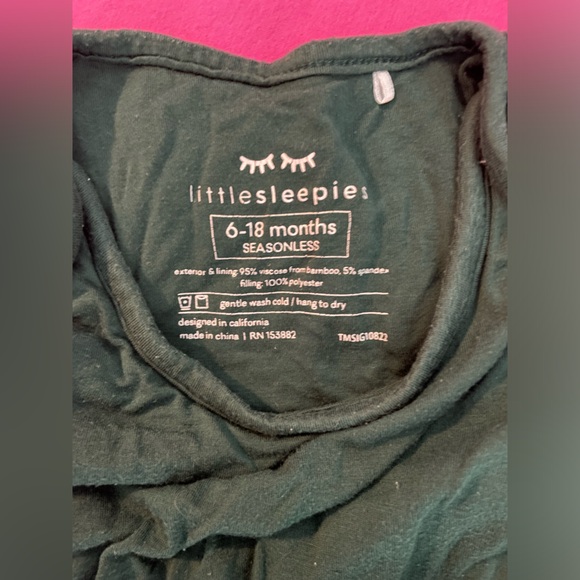 littlesleepies
6-18 months
SEASONLESS
exterior & lining: 95% viscose from bamboo, 5% spandex
filling: 100% polyester
gentle wash cold / hang to dry
designed in california
made in china | RN 153882
TMSIG10822